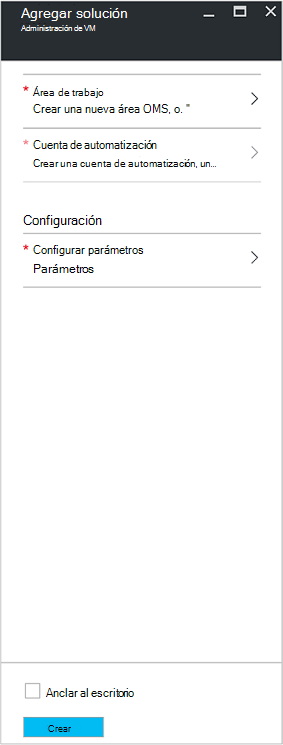 Agregar solución
Administración de VM
* Área de trabajo
Crear una nueva área OMS, o. "
* Cuenta de automatización
Crear una cuenta de automatización, un...
Configuración
* Configurar parámetros
Parámetros
Anclar al escritorio
Crear